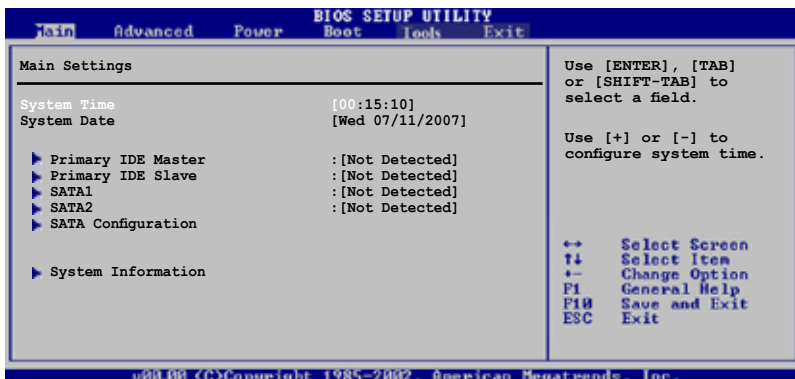 BIOS SETUP UTILITY
Main Advanced Power Boot Tools Exit
Main Settings
System Time [00:15:10]
System Date [Wed 07/11/2007]
Primary IDE Master :[Not Detected]
Primary IDE Slave :[Not Detected]
SATA1 :[Not Detected]
SATA2 :[Not Detected]
SATA Configuration
System Information
Use [ENTER], [TAB]
or [SHIFT-TAB] to
select a field.
Use [+] or [-] to
configure system time.
↔ Select Screen
↑↓ Select Item
+- Change Option
F1 General Help
F10 Save and Exit
ESC Exit
v00.00 (C)Copyright 1985-2002, American Megatrends, Inc.